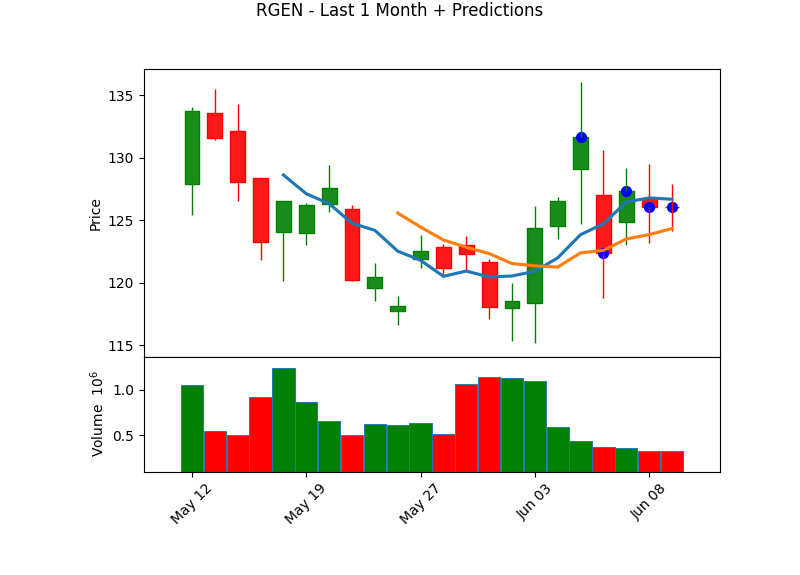 RGEN - Last 1 Month + Predictions
135
130
125
120
115
Price
1.0
0.5
Volume 10^6
May 12
May 19
May 27
Jun 03
Jun 08